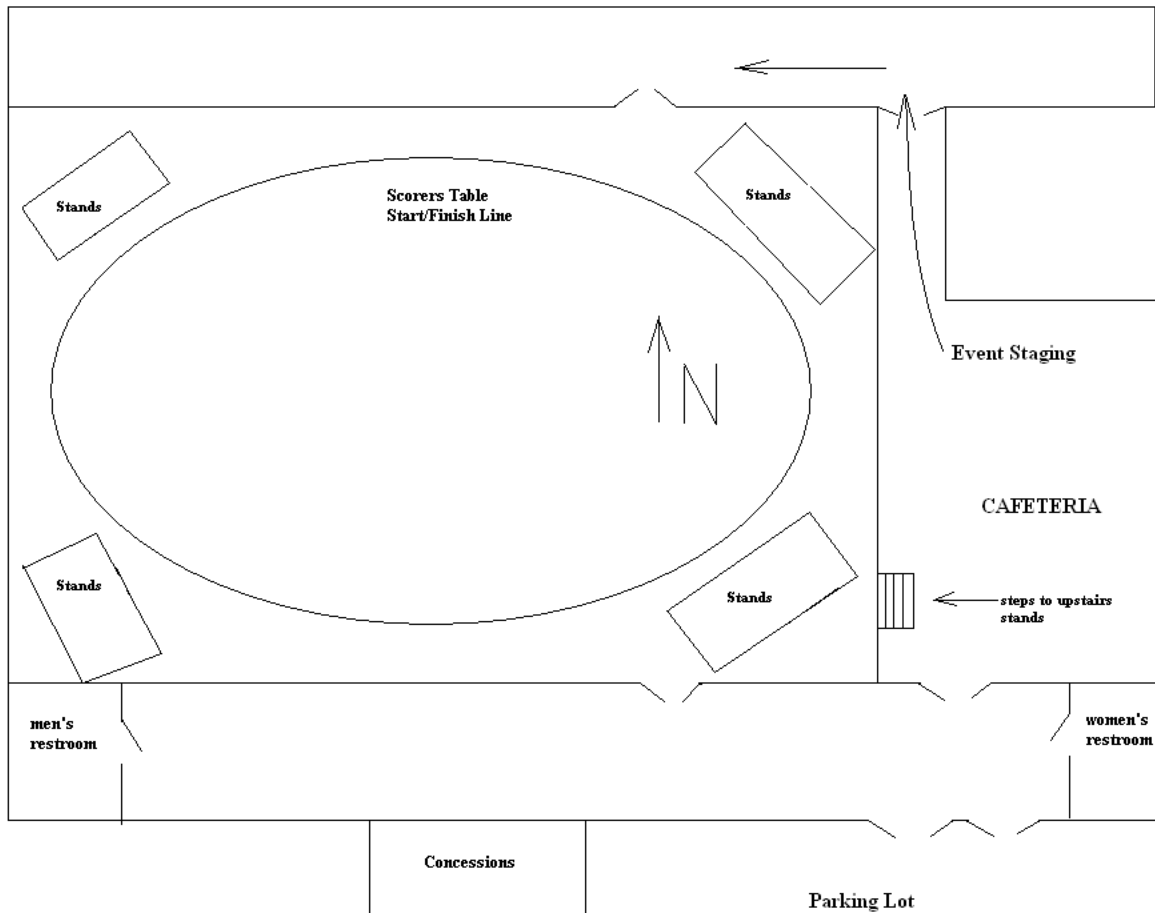 Scorers Table
Start/Finish Line
Stands
Stands
N
Event Staging
CAFETERIA
Stands
Stands
steps to upstairs
stands
men's
restroom
women's
restroom
Concessions
Parking Lot